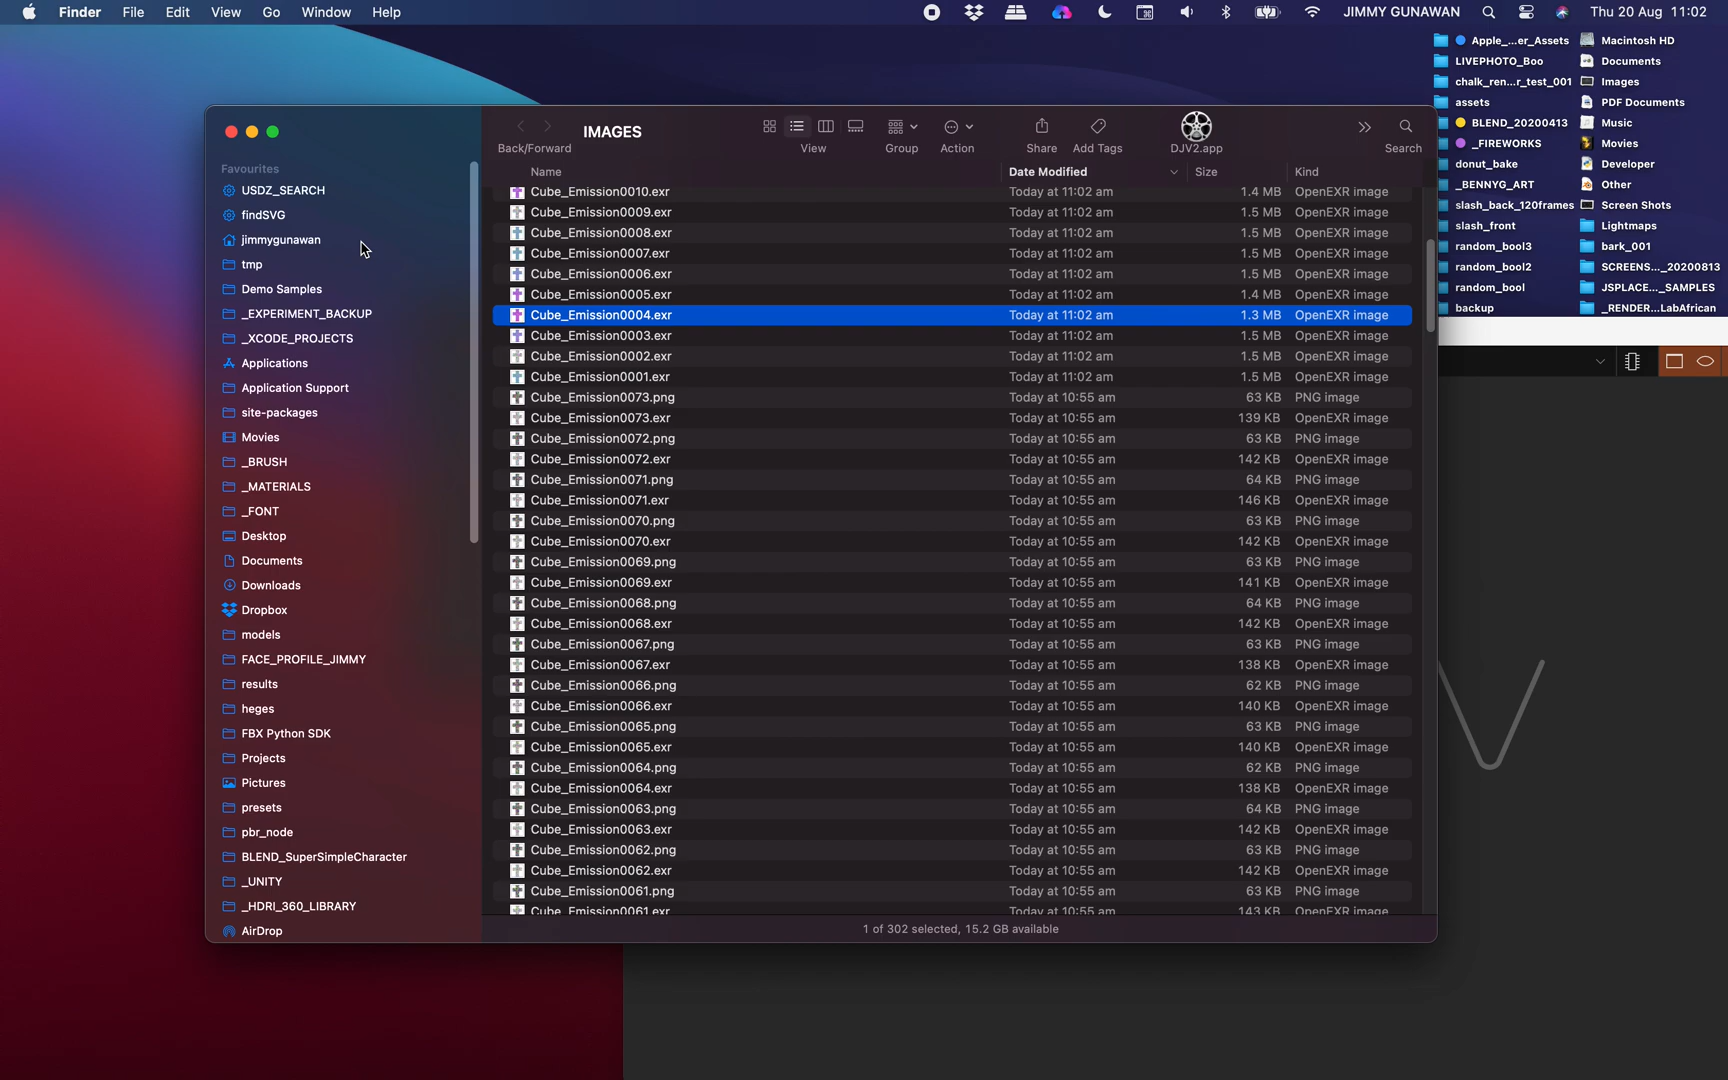 Finder File Edit View Go Window Help JIMMY GUNAWAN Thu 20 Aug 11:02
Apple_...er_Assets Macintosh HD
LIVEPHOTO_Boo Documents
chalk_ren...r_test_001 Images
assets PDF Documents
BLEND_20200413 Music
_FIREWORKS Movies
donut_bake Developer
_BENNYG_ART Other
slash_back_120frames Screen Shots
slash_front Lightmaps
random_bool3 bark_001
random_bool2 SCREENS..._20200813
random_bool JSPLACE..._SAMPLES
backup _RENDER...LabAfrican
IMAGES
Back/Forward View Group Action Share Add Tags DJV2.app Search
Favourites
USDZ_SEARCH
findSVG
jimmygunawan
tmp
Demo Samples
_EXPERIMENT_BACKUP
_XCODE_PROJECTS
Applications
Application Support
site-packages
Movies
_BRUSH
_MATERIALS
_FONT
Desktop
Documents
Downloads
Dropbox
models
FACE_PROFILE_JIMMY
results
heges
FBX Python SDK
Projects
Pictures
presets
pbr_node
BLEND_SuperSimpleCharacter
_UNITY
_HDRI_360_LIBRARY
AirDrop
Name Date Modified Size Kind
Cube_Emission0010.exr Today at 11:02 am 1.4 MB OpenEXR image
Cube_Emission0009.exr Today at 11:02 am 1.5 MB OpenEXR image
Cube_Emission0008.exr Today at 11:02 am 1.5 MB OpenEXR image
Cube_Emission0007.exr Today at 11:02 am 1.5 MB OpenEXR image
Cube_Emission0006.exr Today at 11:02 am 1.5 MB OpenEXR image
Cube_Emission0005.exr Today at 11:02 am 1.4 MB OpenEXR image
Cube_Emission0004.exr Today at 11:02 am 1.3 MB OpenEXR image
Cube_Emission0003.exr Today at 11:02 am 1.5 MB OpenEXR image
Cube_Emission0002.exr Today at 11:02 am 1.5 MB OpenEXR image
Cube_Emission0001.exr Today at 11:02 am 1.5 MB OpenEXR image
Cube_Emission0073.png Today at 10:55 am 63 KB PNG image
Cube_Emission0073.exr Today at 10:55 am 139 KB OpenEXR image
Cube_Emission0072.png Today at 10:55 am 63 KB PNG image
Cube_Emission0072.exr Today at 10:55 am 142 KB OpenEXR image
Cube_Emission0071.png Today at 10:55 am 64 KB PNG image
Cube_Emission0071.exr Today at 10:55 am 146 KB OpenEXR image
Cube_Emission0070.png Today at 10:55 am 63 KB PNG image
Cube_Emission0070.exr Today at 10:55 am 142 KB OpenEXR image
Cube_Emission0069.png Today at 10:55 am 63 KB PNG image
Cube_Emission0069.exr Today at 10:55 am 141 KB OpenEXR image
Cube_Emission0068.png Today at 10:55 am 64 KB PNG image
Cube_Emission0068.exr Today at 10:55 am 142 KB OpenEXR image
Cube_Emission0067.png Today at 10:55 am 63 KB PNG image
Cube_Emission0067.exr Today at 10:55 am 138 KB OpenEXR image
Cube_Emission0066.png Today at 10:55 am 62 KB PNG image
Cube_Emission0066.exr Today at 10:55 am 140 KB OpenEXR image
Cube_Emission0065.png Today at 10:55 am 63 KB PNG image
Cube_Emission0065.exr Today at 10:55 am 140 KB OpenEXR image
Cube_Emission0064.png Today at 10:55 am 62 KB PNG image
Cube_Emission0064.exr Today at 10:55 am 138 KB OpenEXR image
Cube_Emission0063.png Today at 10:55 am 64 KB PNG image
Cube_Emission0063.exr Today at 10:55 am 142 KB OpenEXR image
Cube_Emission0062.png Today at 10:55 am 63 KB PNG image
Cube_Emission0062.exr Today at 10:55 am 142 KB OpenEXR image
Cube_Emission0061.png Today at 10:55 am 63 KB PNG image
Cube_Emission0061.exr Today at 10:55 am 143 KB OpenEXR image
1 of 302 selected, 15.2 GB available